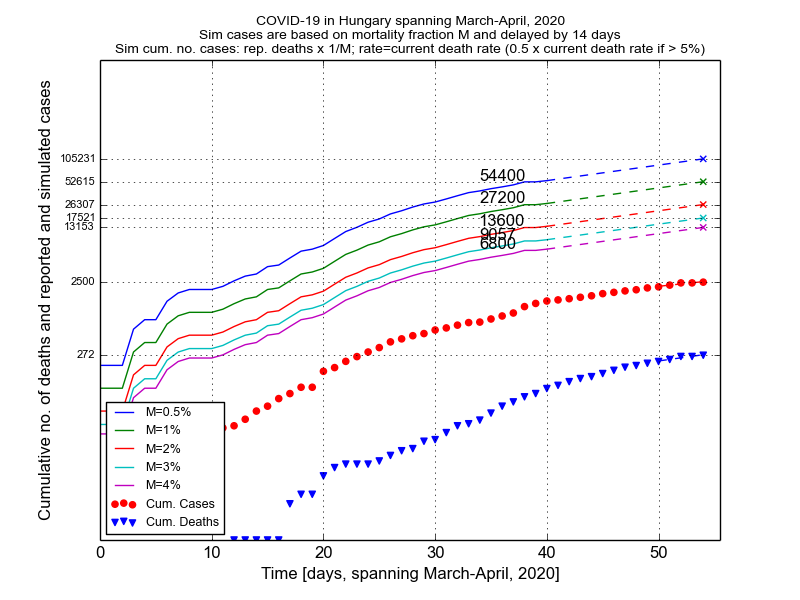 COVID-19 in Hungary spanning March-April, 2020
Sim cases are based on mortality fraction M and delayed by 14 days
Sim cum. no. cases: rep. deaths x 1/M; rate=current death rate (0.5 x current death rate if > 5%)
Cumulative no. of deaths and reported and simulated cases
105231
52615
26307
17521
13153
2500
272
54400
27200
13600
9057
6800
M=0.5%
M=1%
M=2%
M=3%
M=4%
Cum. Cases
Cum. Deaths
0 10 20 30 40 50
Time [days, spanning March-April, 2020]